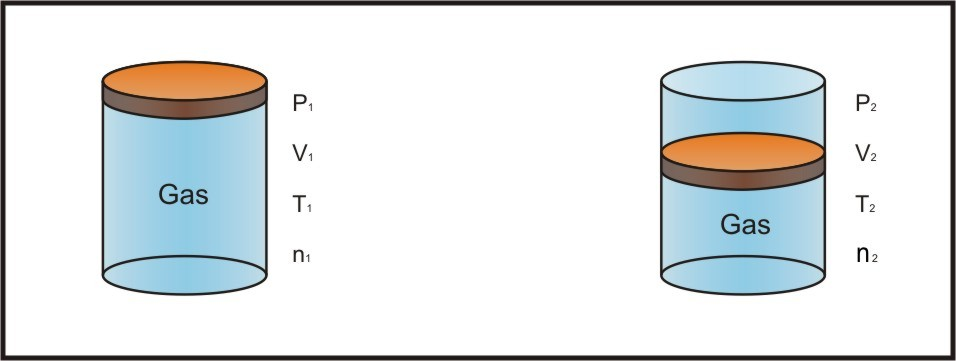 Gas
P₁
V₁
T₁
n₁
Gas
P₂
V₂
T₂
n₂